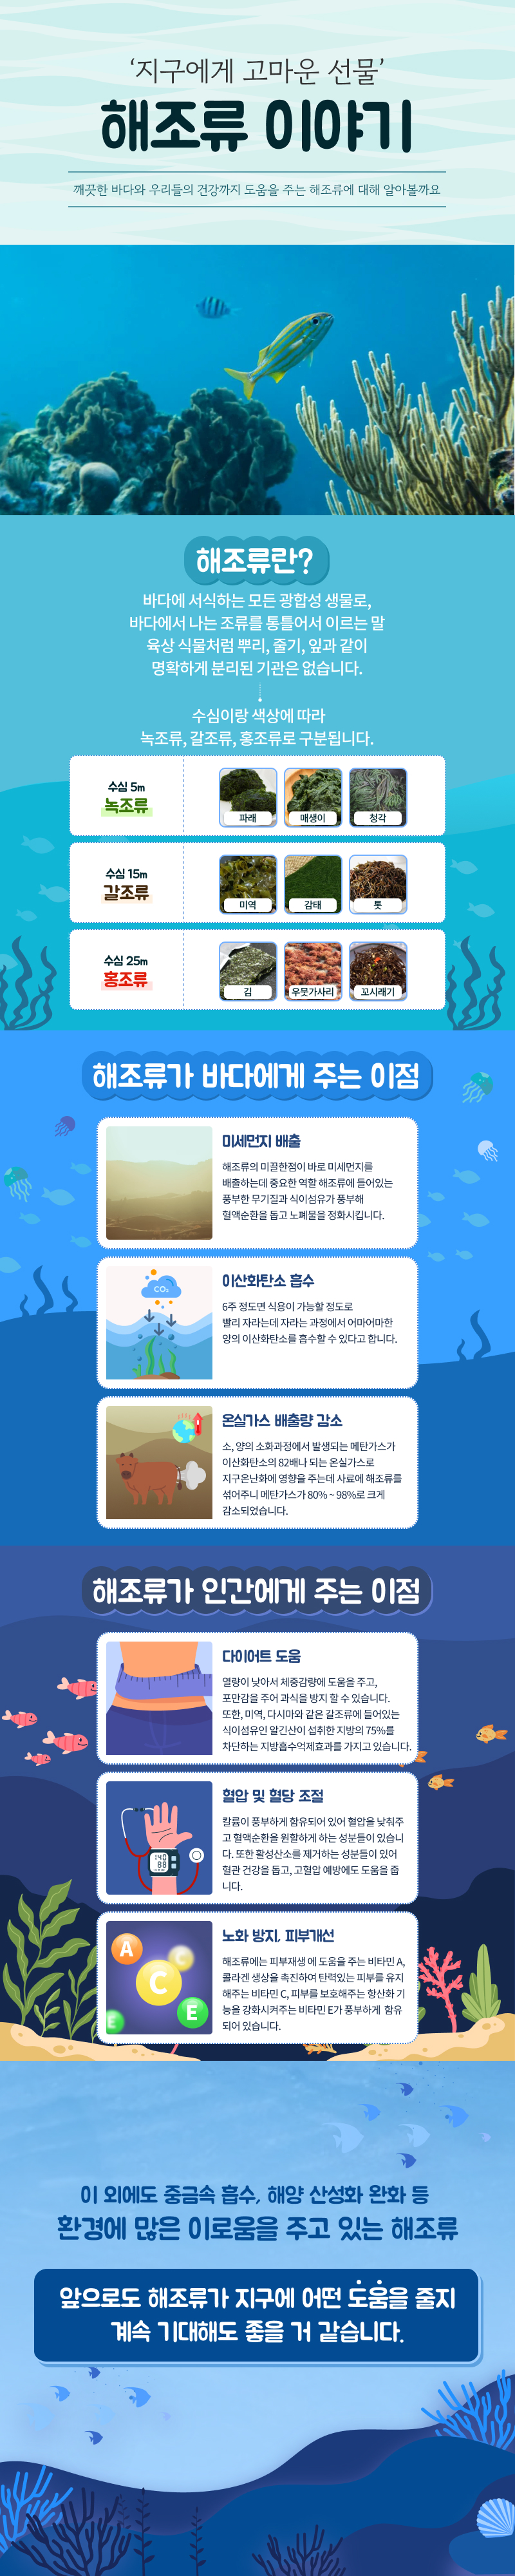 ‘지구에게 고마운 선물’
해조류 이야기
깨끗한 바다와 우리들의 건강까지 도움을 주는 해조류에 대해 알아볼까요
해조류란?
바다에 서식하는 모든 광합성 생물로,
바다에서 나는 조류를 통틀어서 이르는 말
육상 식물처럼 뿌리, 줄기, 잎과 같이
명확하게 분리된 기관은 없습니다.
수심이랑 색상에 따라
녹조류, 갈조류, 홍조류로 구분됩니다.
수심 5m
녹조류
파래
매생이
청각
수심 15m
갈조류
미역
감태
톳
수심 25m
홍조류
김
우뭇가사리
꼬시래기
해조류가 바다에게 주는 이점
미세먼지 배출
해조류의 미끌한점이 바로 미세먼지를
배출하는데 중요한 역할 해조류에 들어있는
풍부한 무기질과 식이섬유가 풍부해
혈액순환을 돕고 노폐물을 정화시킵니다.
CO₂
이산화탄소 흡수
6주 정도면 식용이 가능할 정도로
빨리 자라는데 자라는 과정에서 어마어마한
양의 이산화탄소를 흡수할 수 있다고 합니다.
온실가스 배출량 감소
소, 양의 소화과정에서 발생되는 메탄가스가
이산화탄소의 82배나 되는 온실가스로
지구온난화에 영향을 주는데 사료에 해조류를
섞어주니 메탄가스가 80% ~ 98%로 크게
감소되었습니다.
해조류가 인간에게 주는 이점
다이어트 도움
열량이 낮아서 체중감량에 도움을 주고,
포만감을 주어 과식을 방지 할 수 있습니다.
또한, 미역, 다시마와 같은 갈조류에 들어있는
식이섬유인 알긴산이 섭취한 지방의 75%를
차단하는 지방흡수억제효과를 가지고 있습니다.
140
88
혈압 및 혈당 조절
칼륨이 풍부하게 함유되어 있어 혈압을 낮춰주
고 혈액순환을 원할하게 하는 성분들이 있습니
다. 또한 활성산소를 제거하는 성분들이 있어
혈관 건강을 돕고, 고혈압 예방에도 도움을 줍
니다.
A
C
C
E
E
노화 방지, 피부개선
해조류에는 피부재생 에 도움을 주는 비타민 A,
콜라겐 생상을 촉진하여 탄력있는 피부를 유지
해주는 비타민 C, 피부를 보호해주는 항산화 기
능을 강화시켜주는 비타민 E가 풍부하게 함유
되어 있습니다.
이 외에도 중금속 흡수, 해양 산성화 완화 등
환경에 많은 이로움을 주고 있는 해조류
앞으로도 해조류가 지구에 어떤 도움을 줄지
계속 기대해도 좋을 거 같습니다.